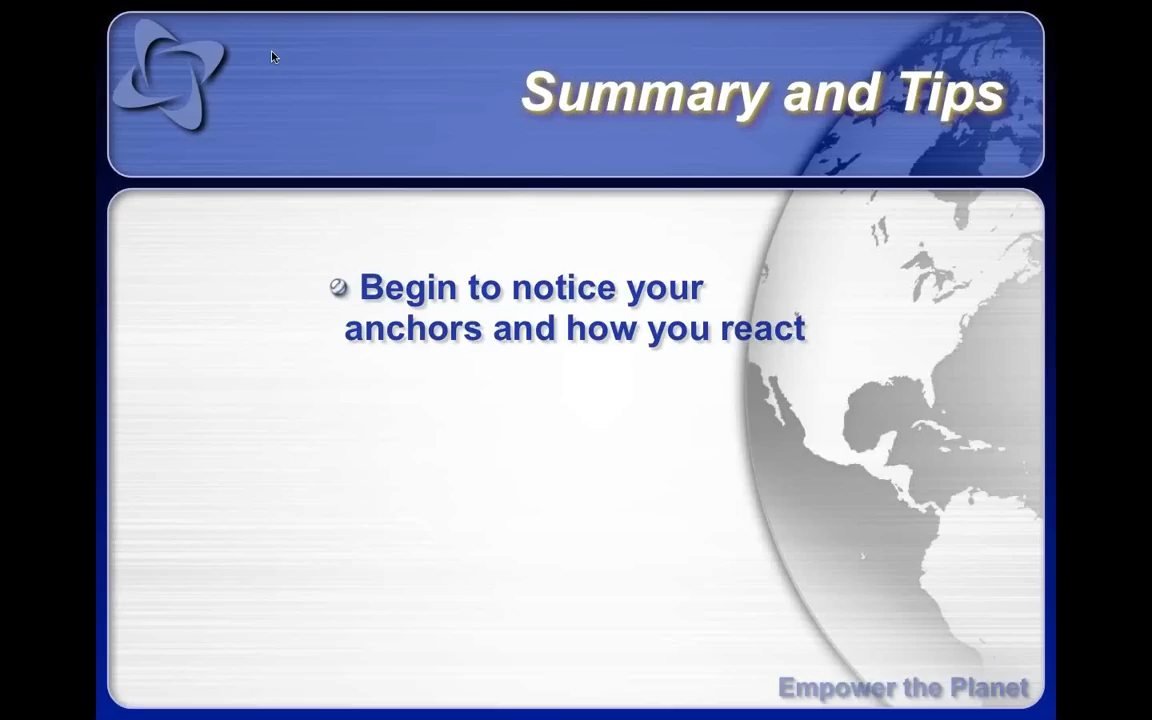 Summary and Tips
Begin to notice your
anchors and how you react
Empower the Planet